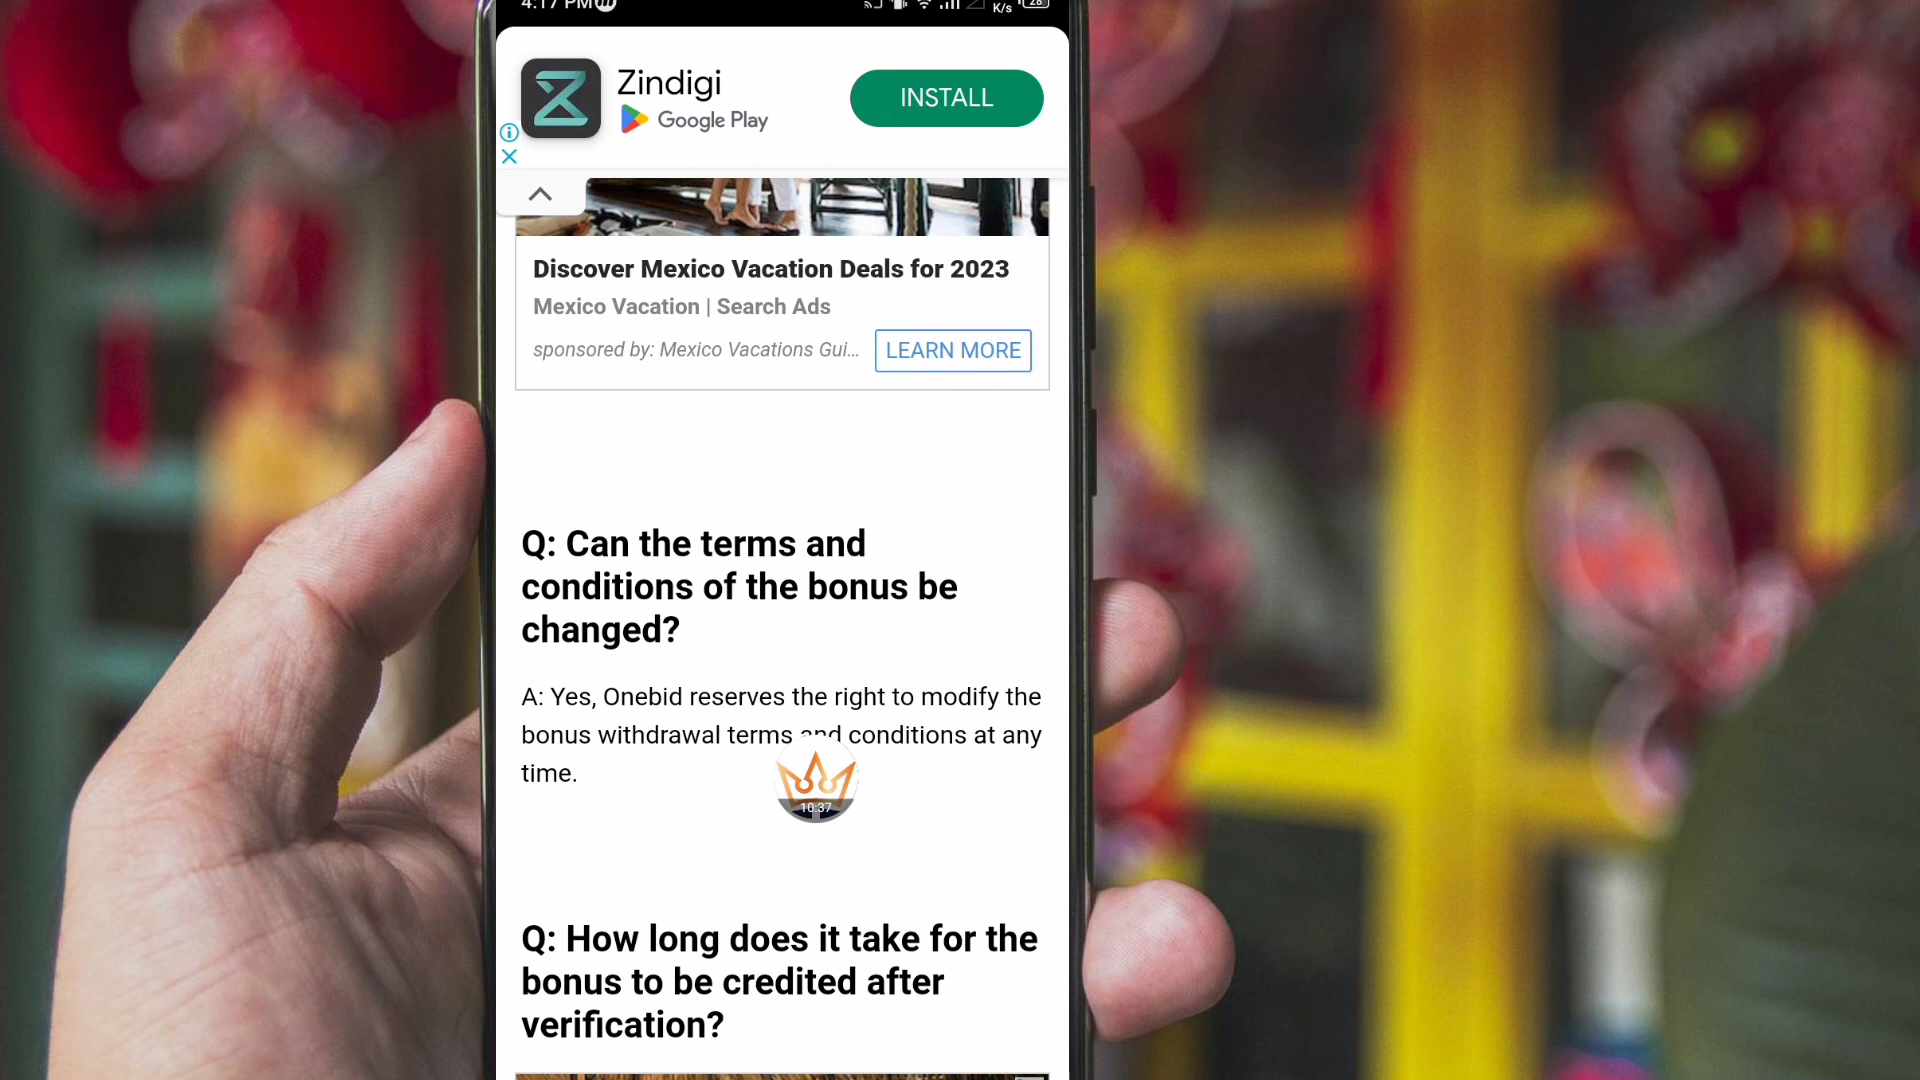 4:17 PM
K/s
28
Zindigi
Google Play
INSTALL
Discover Mexico Vacation Deals for 2023
Mexico Vacation | Search Ads
sponsored by: Mexico Vacations Gui...
LEARN MORE
Q: Can the terms and
conditions of the bonus be
changed?
A: Yes, Onebid reserves the right to modify the
bonus withdrawal terms and conditions at any
time.
10:37
Q: How long does it take for the
bonus to be credited after
verification?